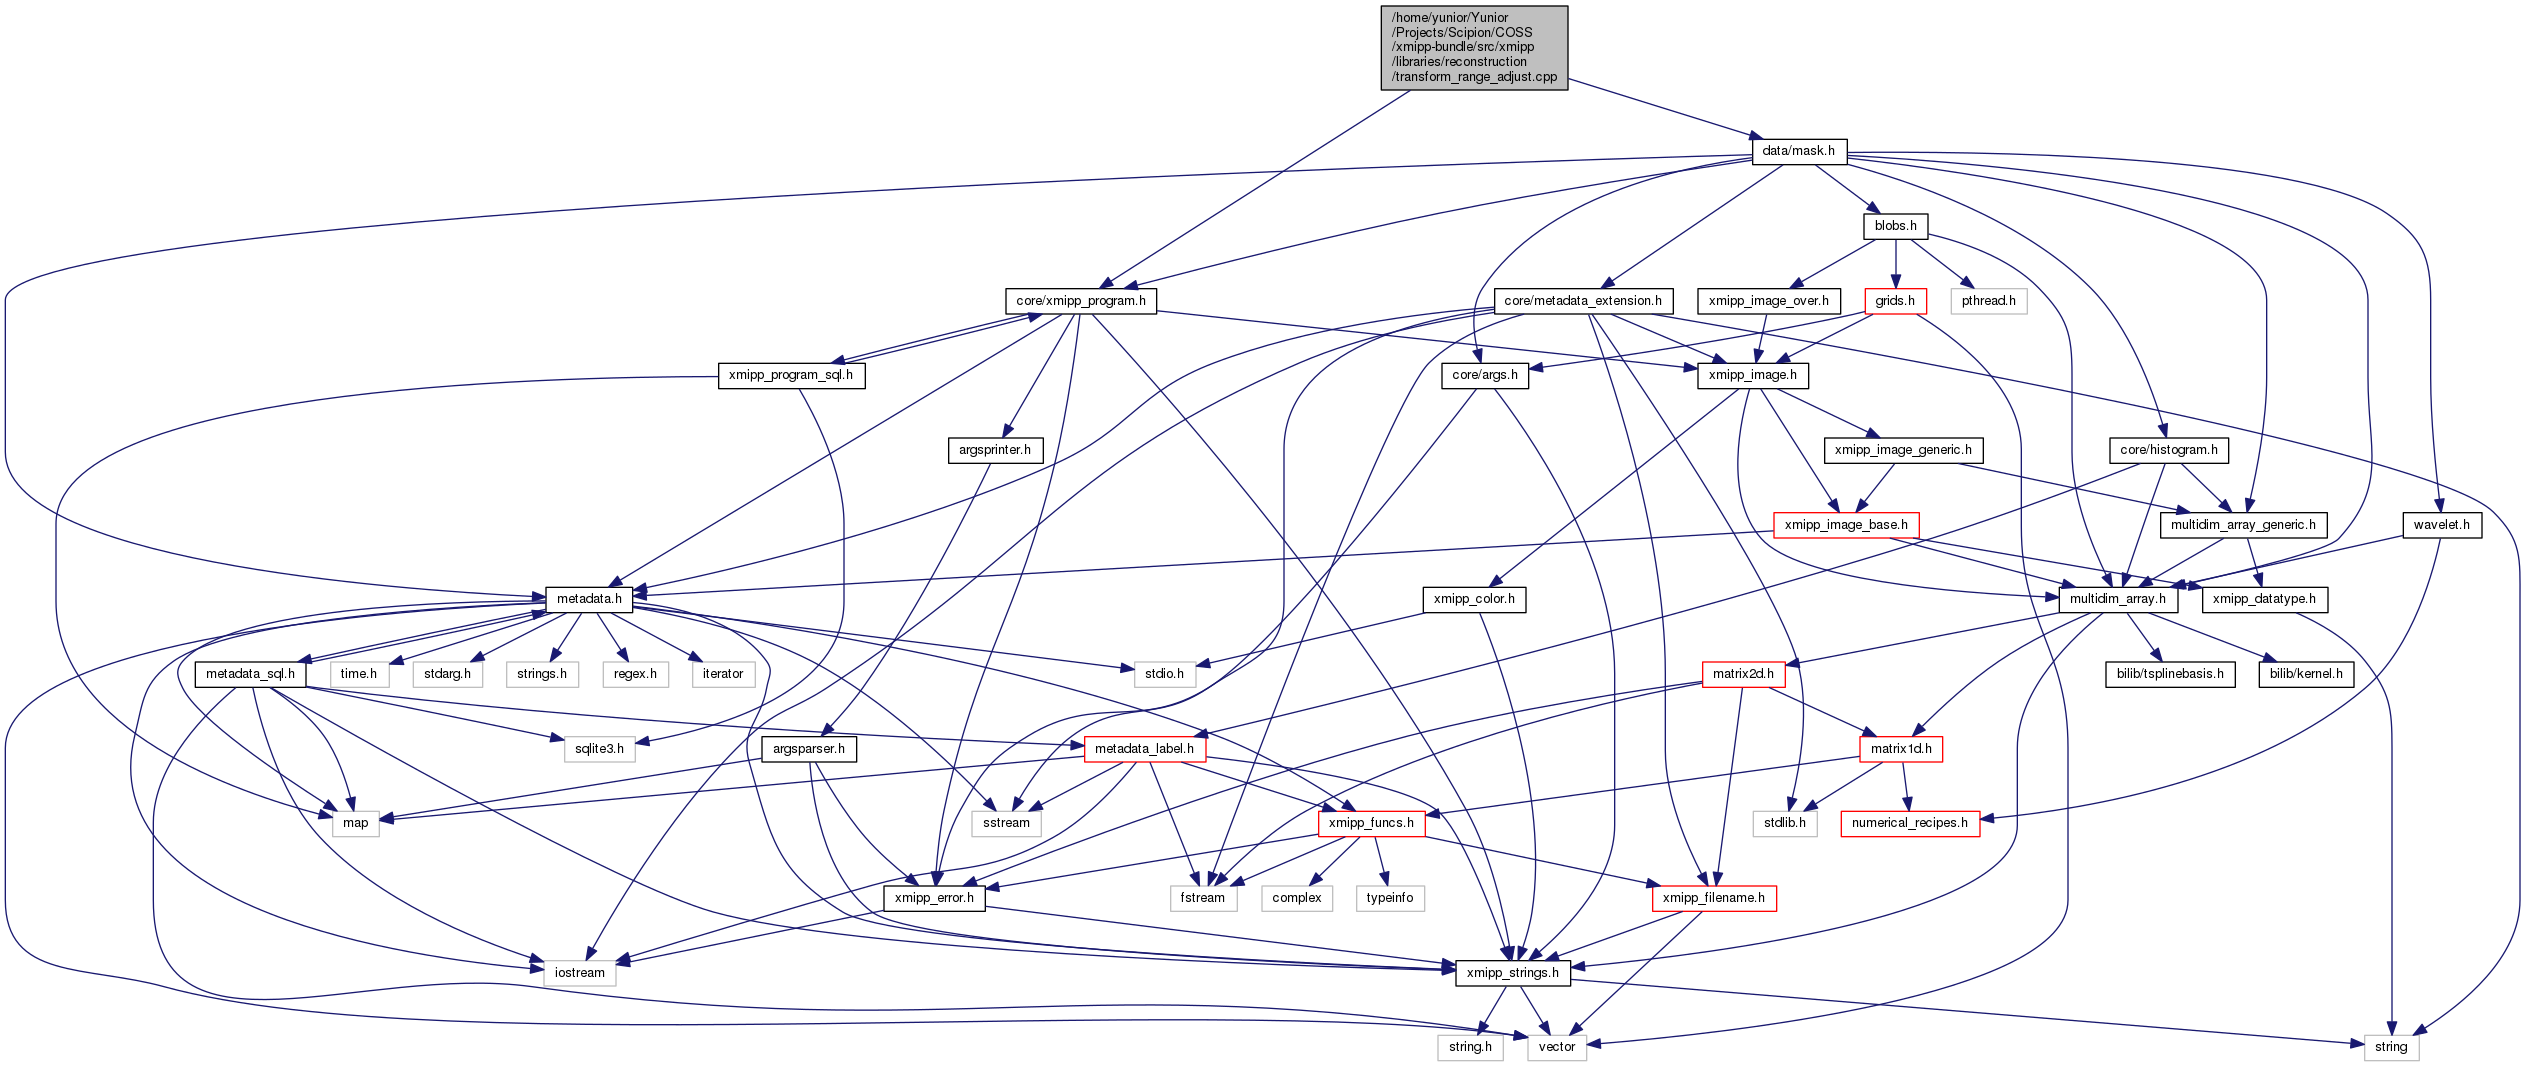 /home/yunior/Yunior
/Projects/Scipion/COSS
/xmipp-bundle/src/xmipp
/libraries/reconstruction
/transform_range_adjust.cpp
data/mask.h
blobs.h
core/xmipp_program.h
core/metadata_extension.h
xmipp_image_over.h
grids.h
pthread.h
xmipp_program_sql.h
core/args.h
xmipp_image.h
argsprinter.h
xmipp_image_generic.h
core/histogram.h
xmipp_image_base.h
multidim_array_generic.h
wavelet.h
metadata.h
xmipp_color.h
multidim_array.h
xmipp_datatype.h
metadata_sql.h
time.h
stdarg.h
strings.h
regex.h
iterator
stdio.h
matrix2d.h
bilib/tsplinebasis.h
bilib/kernel.h
sqlite3.h
argsparser.h
metadata_label.h
matrix1d.h
map
sstream
xmipp_funcs.h
stdlib.h
numerical_recipes.h
xmipp_error.h
fstream
complex
typeinfo
xmipp_filename.h
iostream
xmipp_strings.h
string.h
vector
string